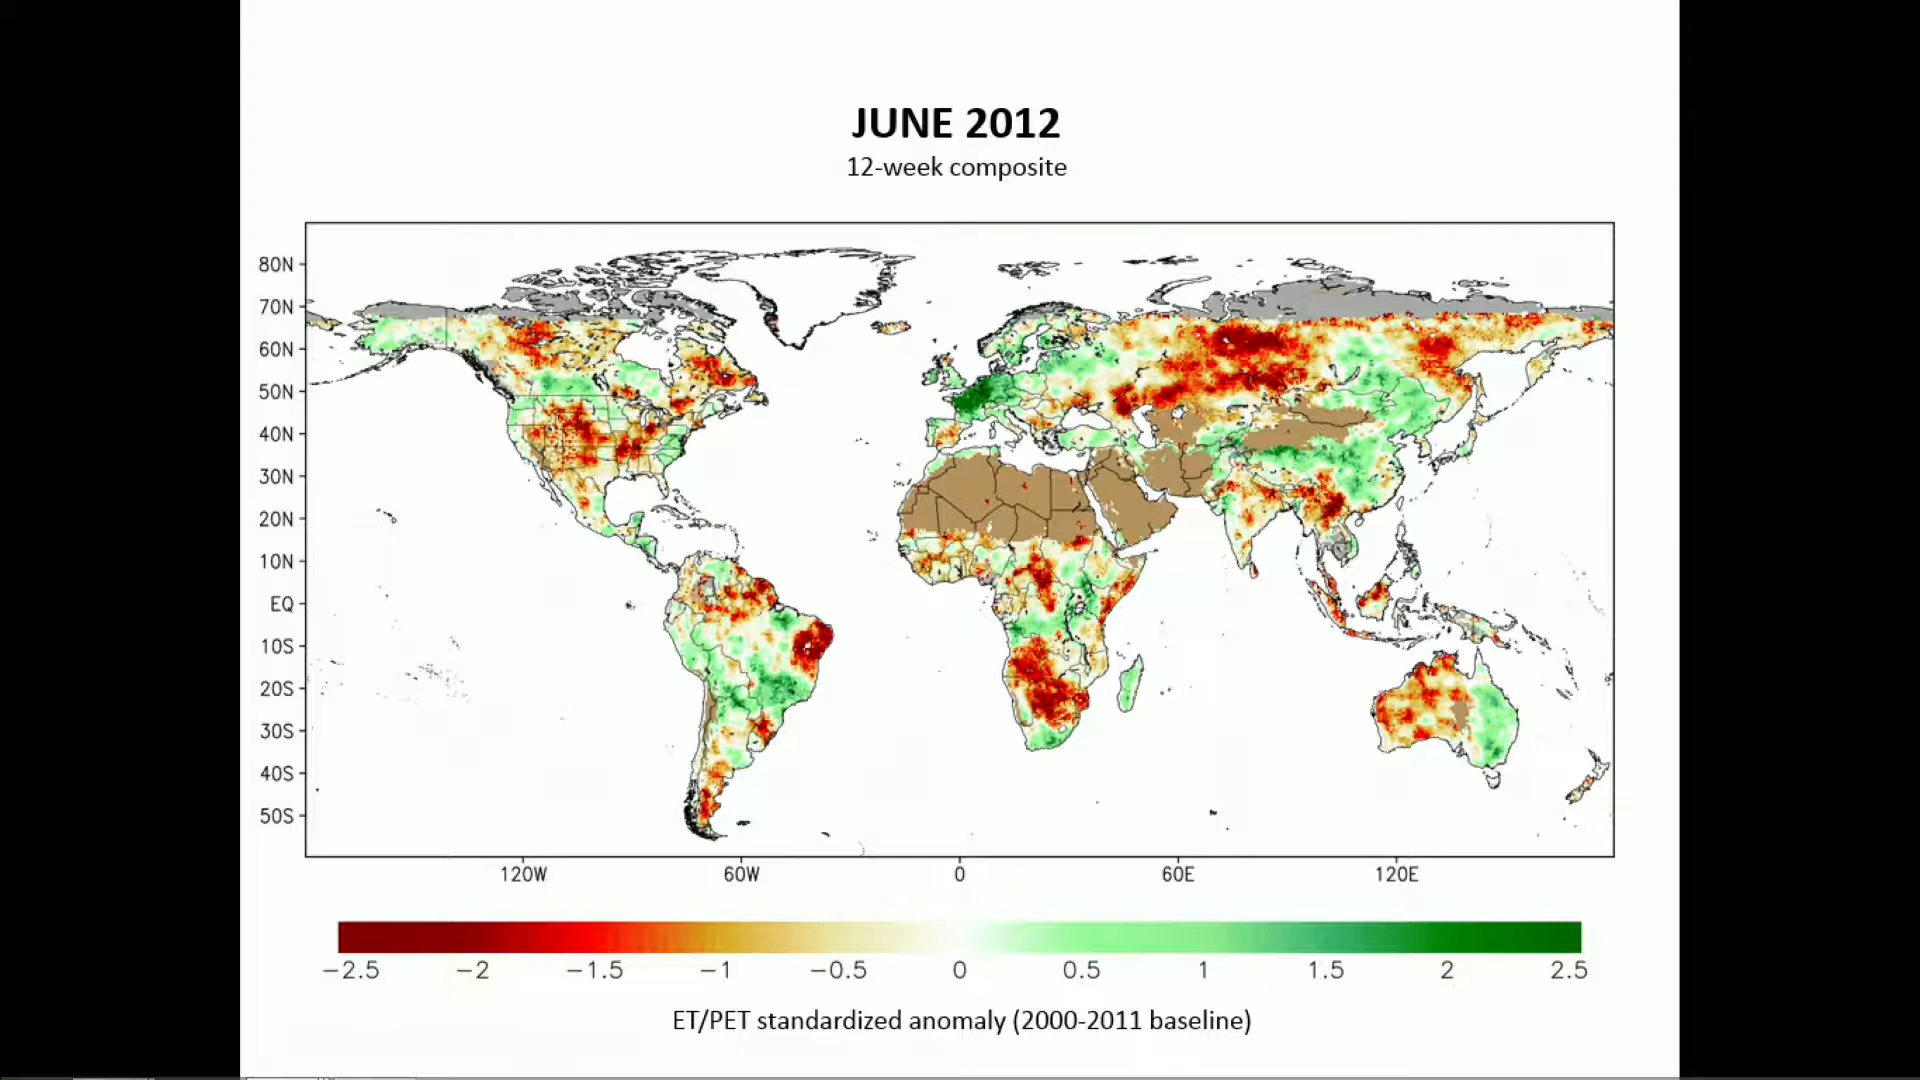 JUNE 2012
12-week composite
80N
70N
60N
50N
40N
30N
20N
10N
EQ
10S
20S
30S
40S
50S
120W 60W 0 60E 120E
−2.5 −2 −1.5 −1 −0.5 0 0.5 1 1.5 2 2.5
ET/PET standardized anomaly (2000-2011 baseline)